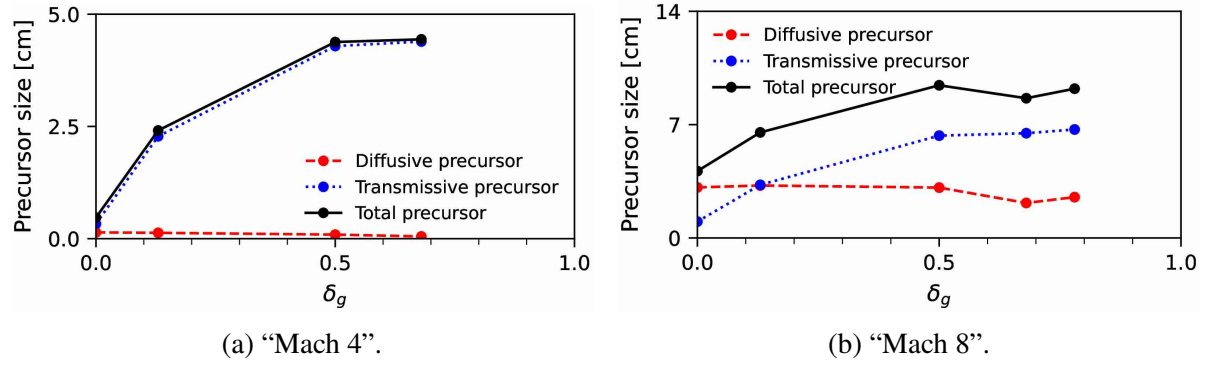 5.0
2.5
0.0
Precursor size [cm]
Diffusive precursor
Transmissive precursor
Total precursor
0.0 0.5 1.0
δg
(a) “Mach 4”.
14
7
0
Precursor size [cm]
Diffusive precursor
Transmissive precursor
Total precursor
0.0 0.5 1.0
δg
(b) “Mach 8”.